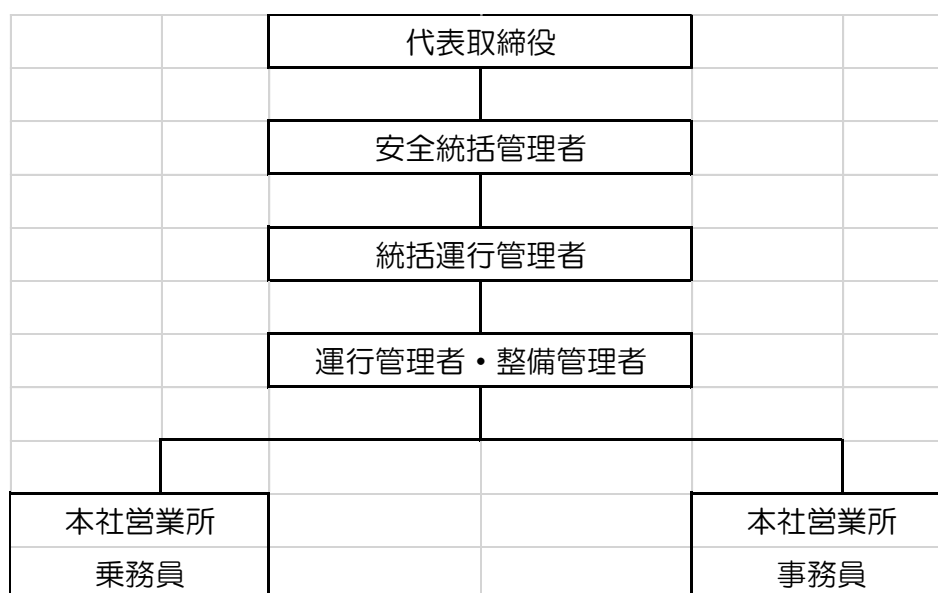 代表取締役
安全統括管理者
統括運行管理者
運行管理者・整備管理者
本社営業所
乗務員
本社営業所
事務員